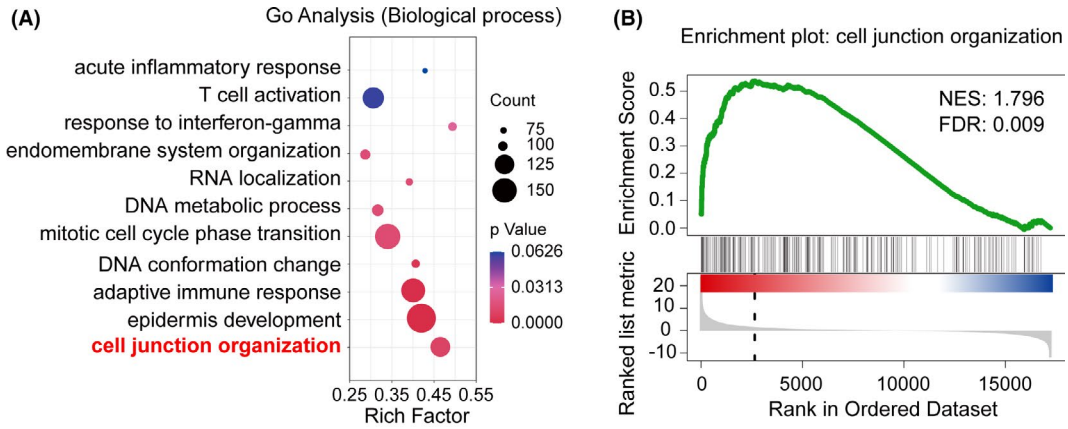 (A)
Go Analysis (Biological process)
acute inflammatory response
T cell activation
response to interferon-gamma
endomembrane system organization
RNA localization
DNA metabolic process
mitotic cell cycle phase transition
DNA conformation change
adaptive immune response
epidermis development
cell junction organization
0.25 0.35 0.45 0.55
Rich Factor
Count
75
100
125
150
p Value
0.0626
0.0313
0.0000
(B)
Enrichment plot: cell junction organization
NES: 1.796
FDR: 0.009
Enrichment Score
0.5
0.4
0.3
0.2
0.1
0.0
Ranked list metric
20
10
0
-10
0 5000 10000 15000
Rank in Ordered Dataset